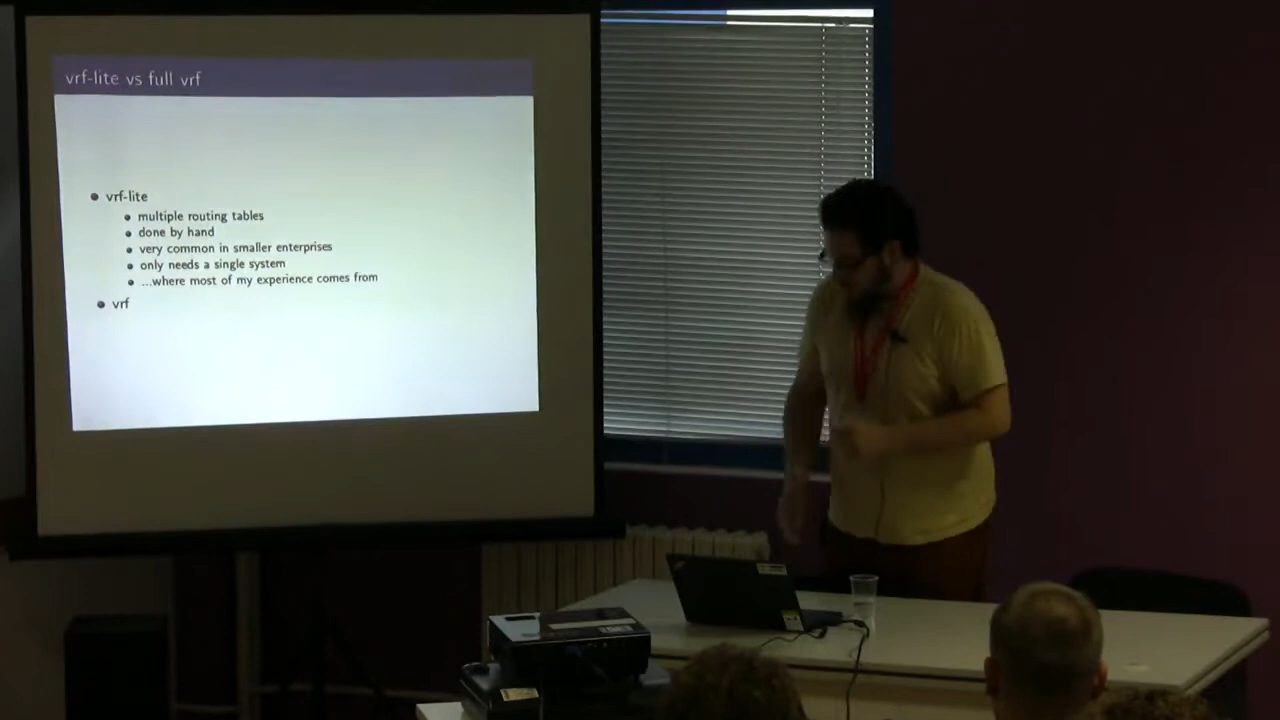 vrf-lite vs full vrf
vrf-lite
multiple routing tables
done by hand
very common in smaller enterprises
only needs a single system
...where most of my experience comes from
vrf